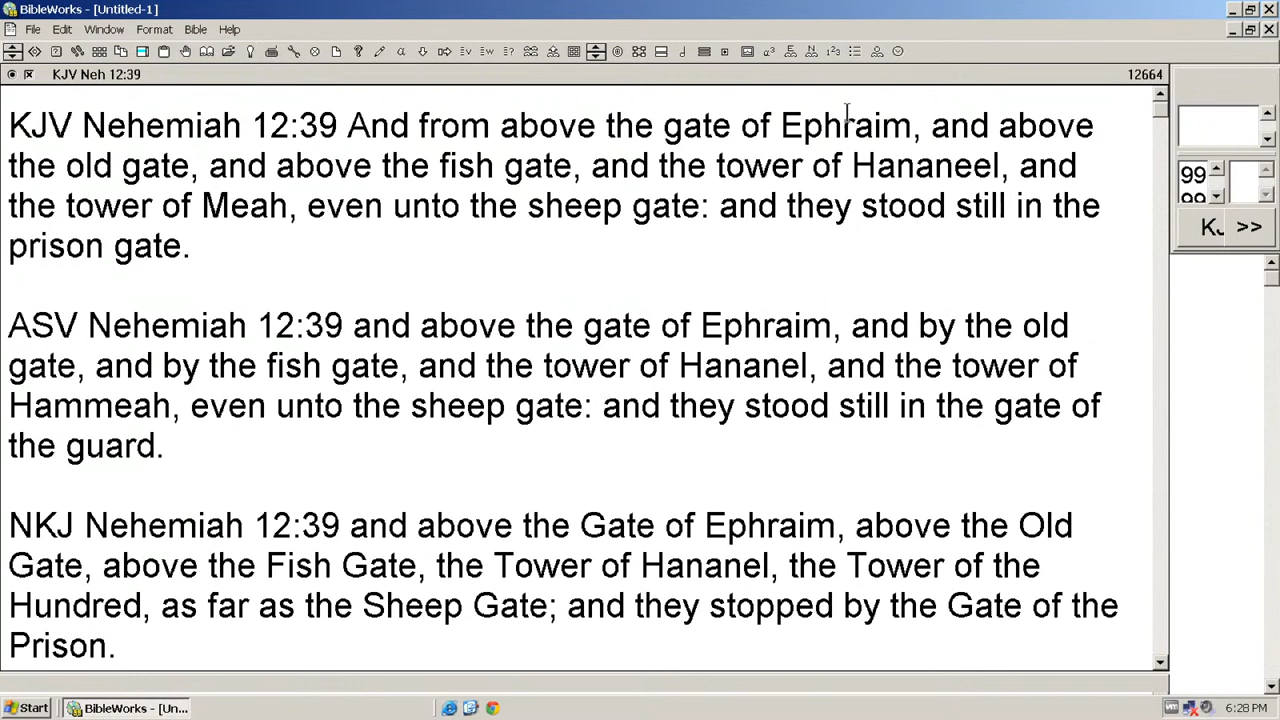 BibleWorks - [Untitled-1]
File Edit Window Format Bible Help
KJV Neh 12:39 12664
KJV Nehemiah 12:39 And from above the gate of Ephraim, and above
the old gate, and above the fish gate, and the tower of Hananeel, and
the tower of Meah, even unto the sheep gate: and they stood still in the
prison gate.
ASV Nehemiah 12:39 and above the gate of Ephraim, and by the old
gate, and by the fish gate, and the tower of Hananel, and the tower of
Hammeah, even unto the sheep gate: and they stood still in the gate of
the guard.
NKJ Nehemiah 12:39 and above the Gate of Ephraim, above the Old
Gate, above the Fish Gate, the Tower of Hananel, the Tower of the
Hundred, as far as the Sheep Gate; and they stopped by the Gate of the
Prison.
99
99
KJ >>
Start BibleWorks - [Un... 6:28 PM